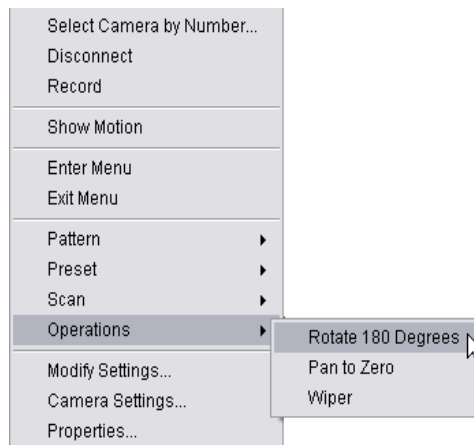 Select Camera by Number...
Disconnect
Record
Show Motion
Enter Menu
Exit Menu
Pattern
Preset
Scan
Operations
Rotate 180 Degrees
Pan to Zero
Wiper
Modify Settings...
Camera Settings...
Properties...